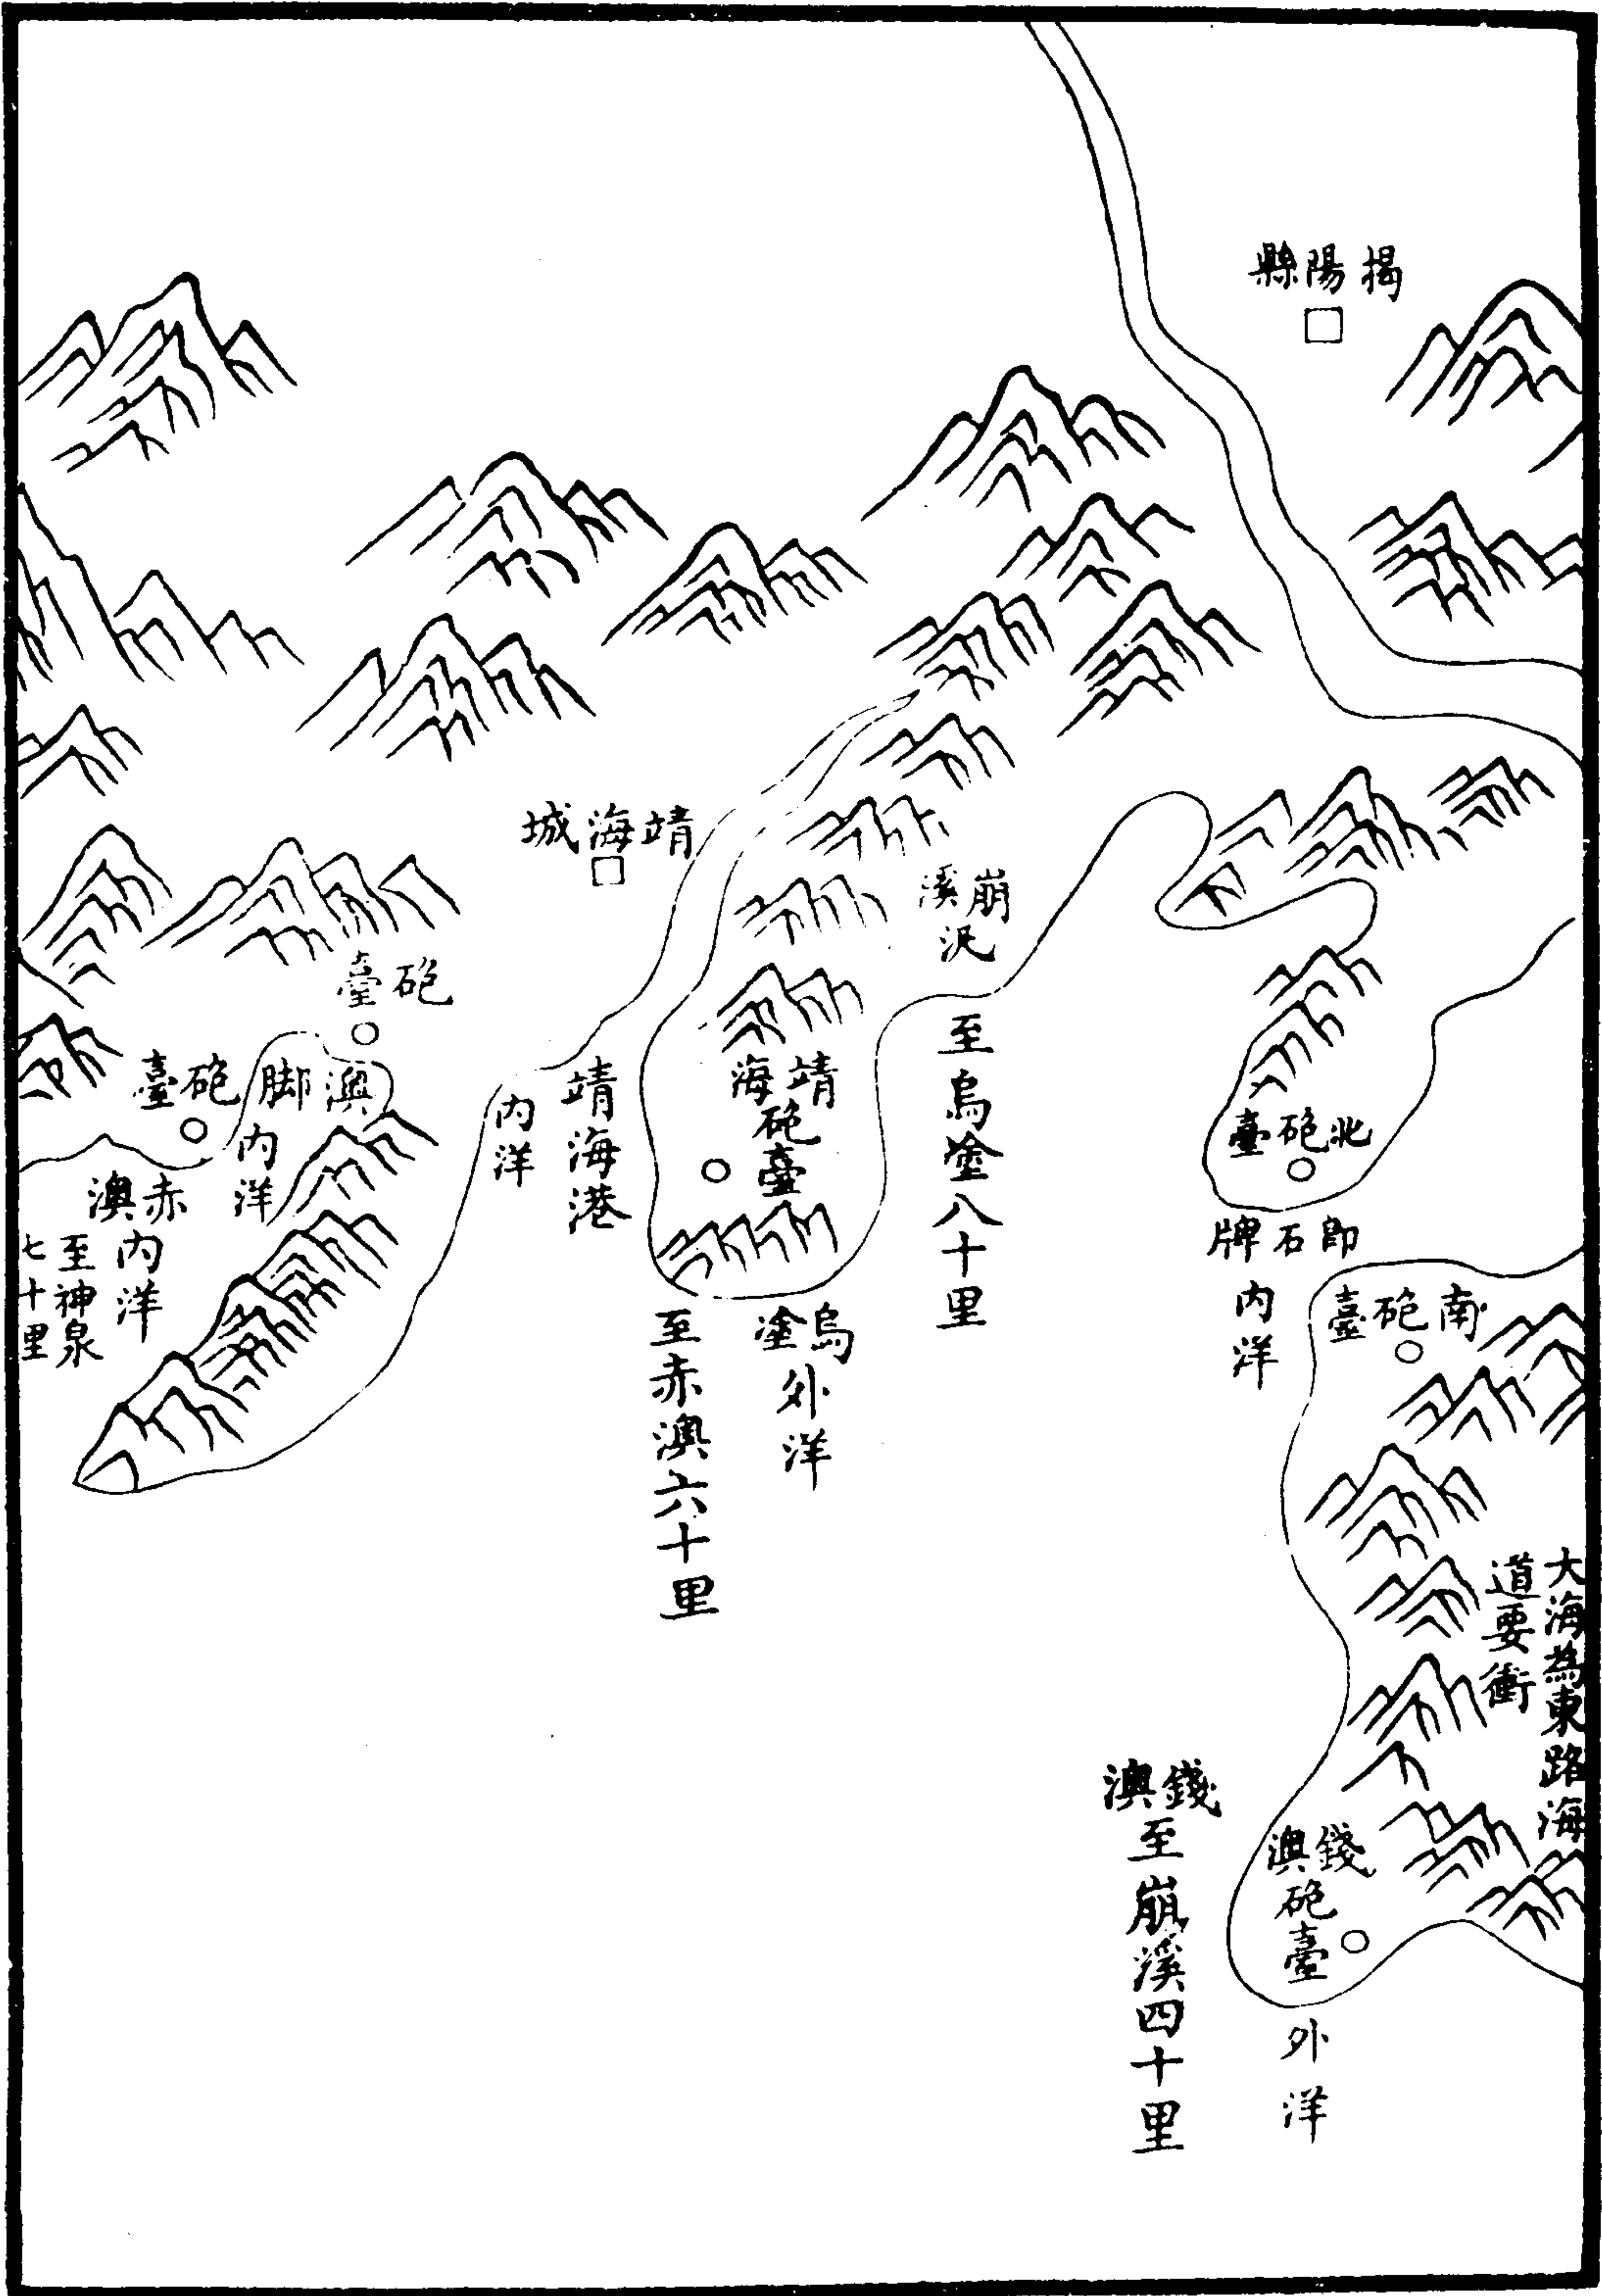 揭陽縣
大海為東路海
道要衝
北砲臺
即石牌
內洋
南砲臺
錢澳
砲臺
外洋
錢澳
至崩溪四十里
崩溪
泥
至烏塗八十里
靖海城
靖海
砲臺
烏塗
外洋
至赤澳六十里
靖海港
內洋
砲臺
澳脚
內洋
砲臺
赤澳
內洋
至神泉
七十里